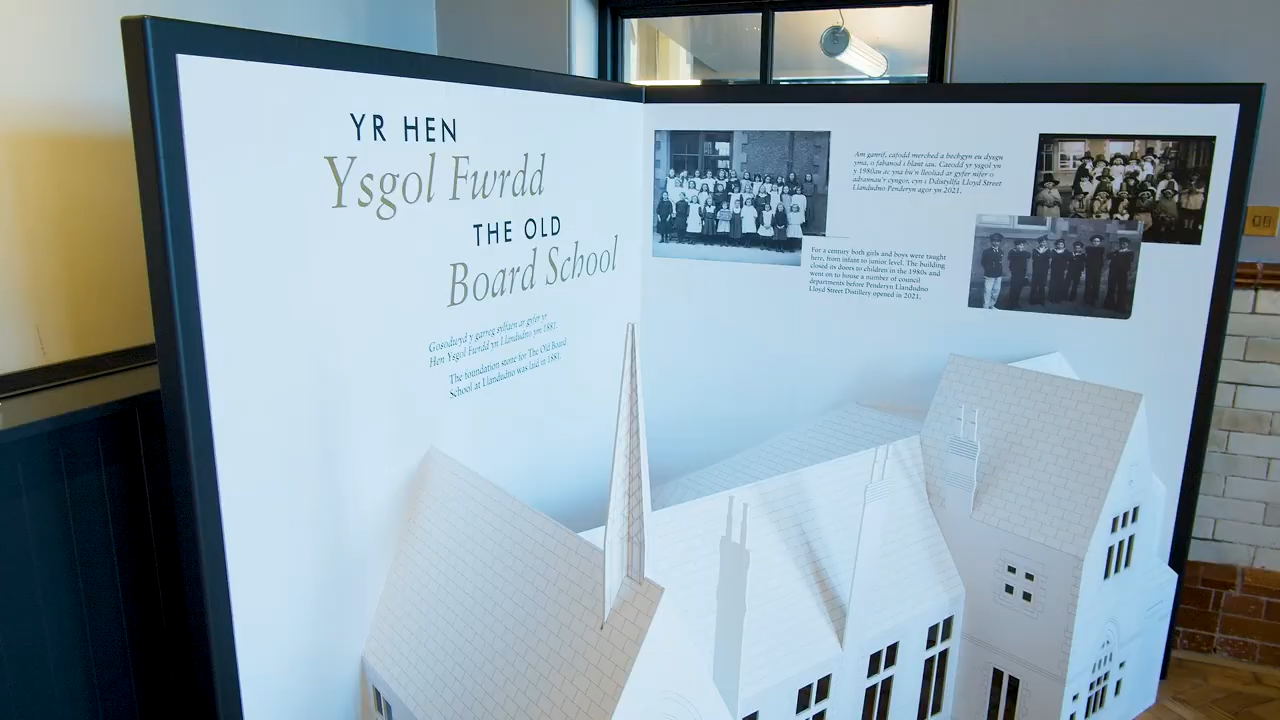 YR HEN
Ysgol Fwrdd
THE OLD
Board School
Gosodwyd y garreg sylfaen ar gyfer yr
Hen Ysgol Fwrdd yn Llandudno ym 1881.
The foundation stone for The Old Board
School at Llandudno was laid in 1881.
Am ganrif, cafodd merched a bechgyn eu dysgu
yma, o fabanod i blant iau. Caeodd yr ysgol yn
y 1980au ac yna bu'n lleoliad ar gyfer nifer o
adrannau'r cyngor, cyn i Ddistyllfa Lloyd Street
Llandudno Penderyn agor yn 2021.
For a century both girls and boys were taught
here, from infant to junior level. The building
closed its doors to children in the 1980s and
went on to house a number of council
departments before Penderyn Llandudno
Lloyd Street Distillery opened in 2021.